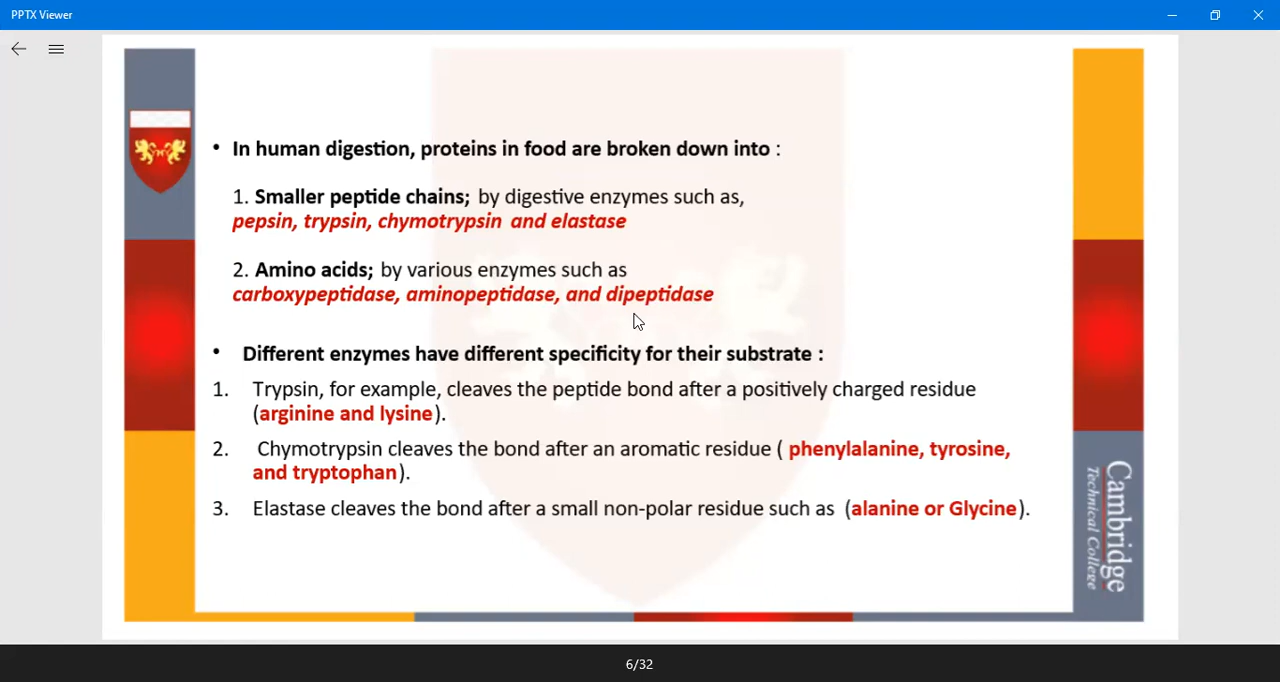 PPTX Viewer
• In human digestion, proteins in food are broken down into :
1. Smaller peptide chains; by digestive enzymes such as,
pepsin, trypsin, chymotrypsin and elastase
2. Amino acids; by various enzymes such as
carboxypeptidase, aminopeptidase, and dipeptidase
• Different enzymes have different specificity for their substrate :
1. Trypsin, for example, cleaves the peptide bond after a positively charged residue
(arginine and lysine).
2. Chymotrypsin cleaves the bond after an aromatic residue ( phenylalanine, tyrosine,
and tryptophan).
3. Elastase cleaves the bond after a small non-polar residue such as (alanine or Glycine).
Cambridge
Technical College
6/32